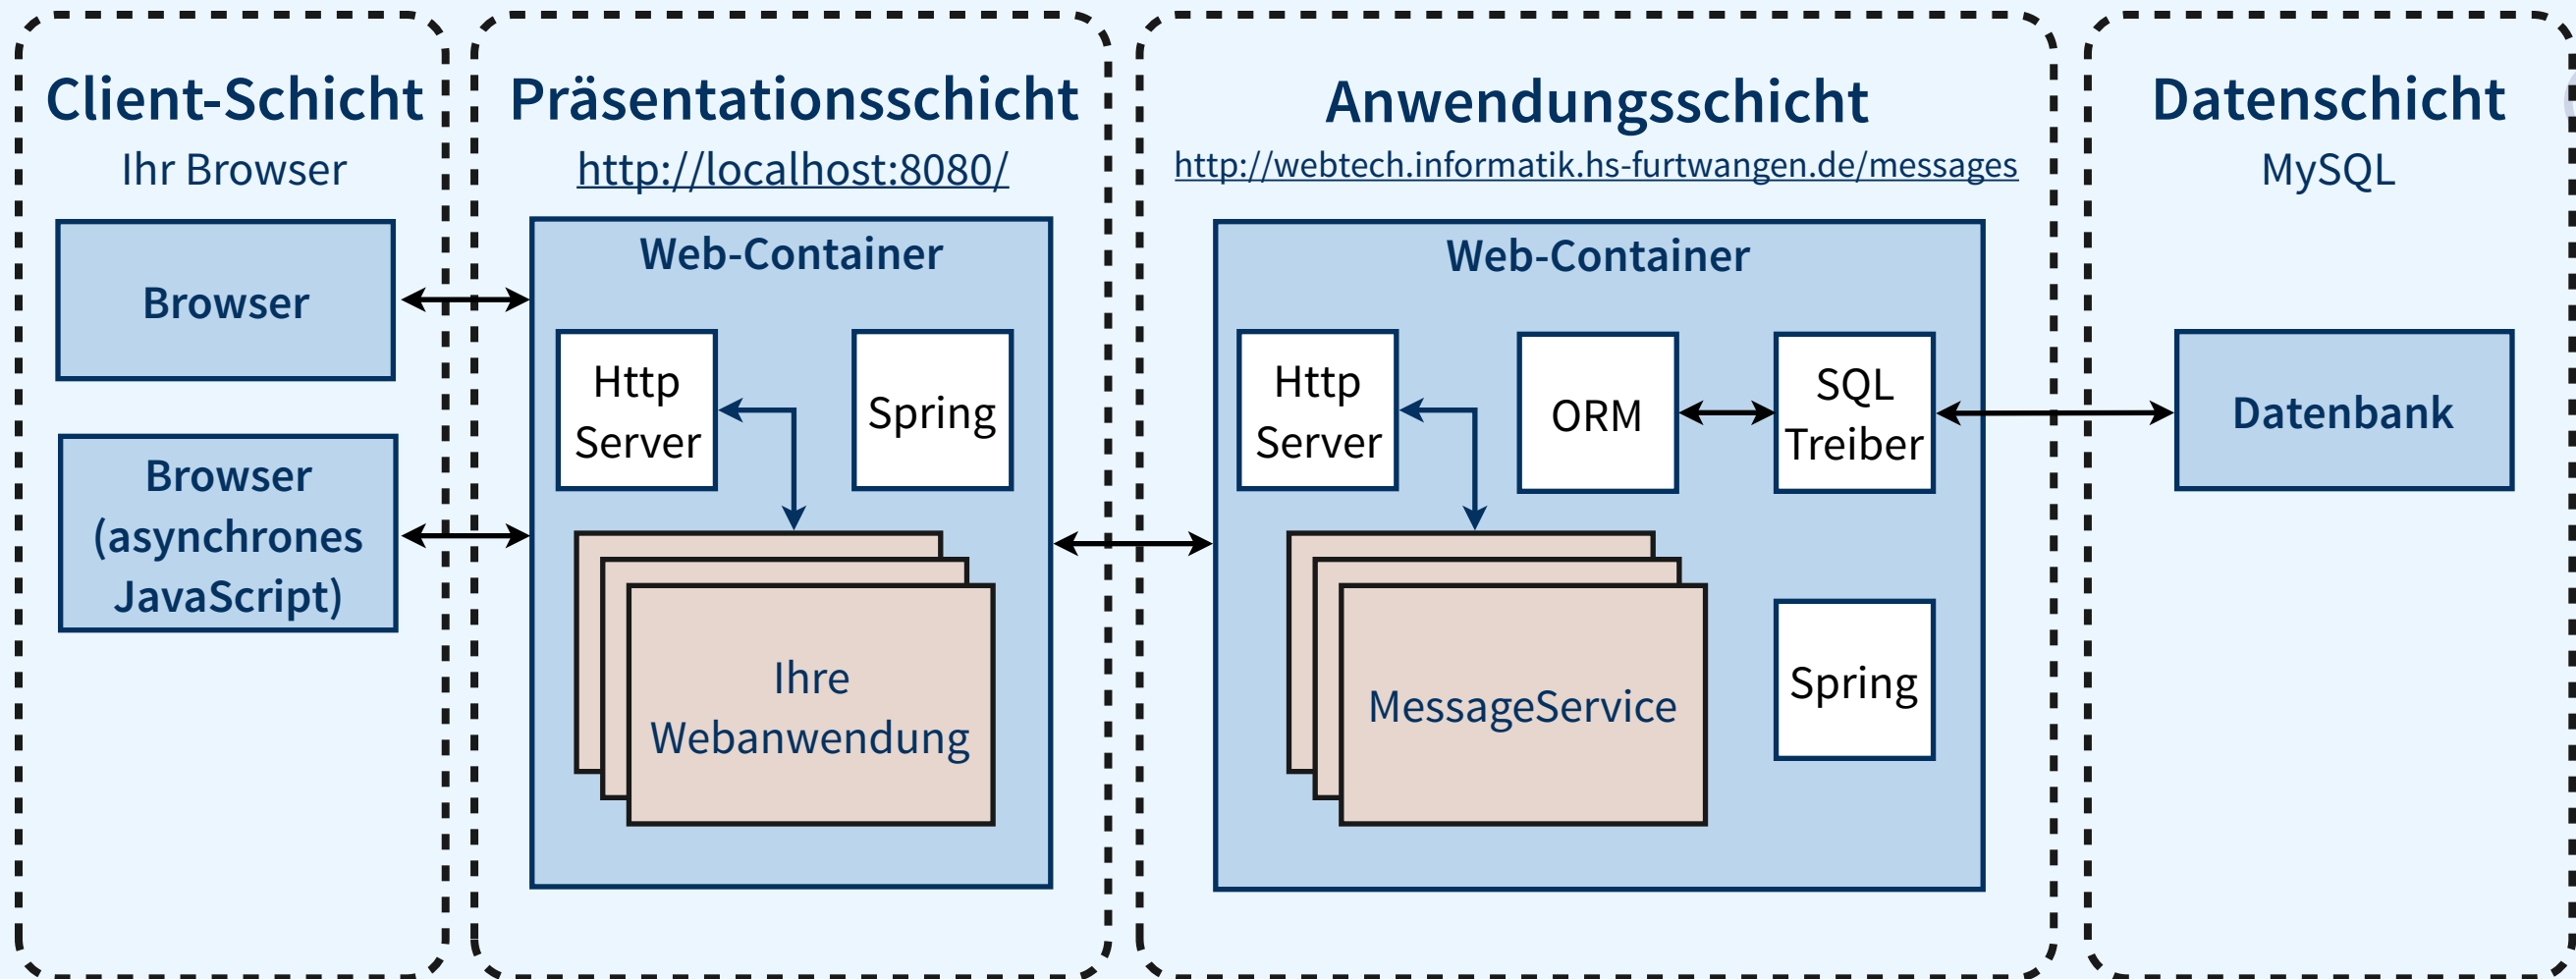 Client-Schicht
Ihr Browser
Browser
Browser
(asynchrones
JavaScript)
Präsentationsschicht
http://localhost:8080/
Web-Container
Http
Server
Spring
Ihre
Webanwendung
Anwendungsschicht
http://webtech.informatik.hs-furtwangen.de/messages
Web-Container
Http
Server
ORM
SQL
Treiber
MessageService
Spring
Datenschicht
MySQL
Datenbank